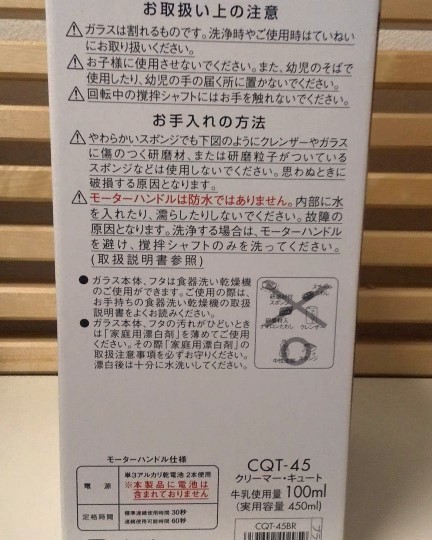 お取扱い上の注意
ガラスは割れるものです。洗浄時やご使用時はていねい
にお取り扱いください。
お子様に使用させないでください。また、幼児のそばで
使用したり、幼児の手の届く所に置かないでください。
回転中の撹拌シャフトにはお手を触れないでください。
お手入れの方法
やわらかいスポンジでも下図のようにクレンザーやガラス
に傷のつく研磨材、または研磨粒子がついている
スポンジなどは使用しないでください。思わぬときに
破損する原因となります。
モーターハンドルは防水ではありません。内部に水
を入れたり、濡らしたりしないでください。故障の
原因となります。洗浄する場合は、モーターハンドル
を避け、撹拌シャフトのみを洗ってください。
(取扱説明書参照)
● ガラス本体、フタは食器洗い乾燥機
のご使用ができます。ご使用の際は、
お手持ちの食器洗い乾燥機の取扱
説明書をよくお読みください。
● ガラス本体、フタの汚れがひどいとき
は「家庭用漂白剤」を薄めてご使用
ください。その際「家庭用漂白剤」の
取扱注意事項を必ずお守りください。
漂白後は十分に水洗いしてください。
クレンザー
モーターハンドル仕様
電源
単3アルカリ乾電池 2本使用
※本製品に電池は
含まれておりません
定格時間
標準連続使用時間 30秒
連続使用可能時間 60秒
CQT-45
クリーマー・キュート
牛乳使用量 100ml
(実用容量 450ml)
CQT-45BR